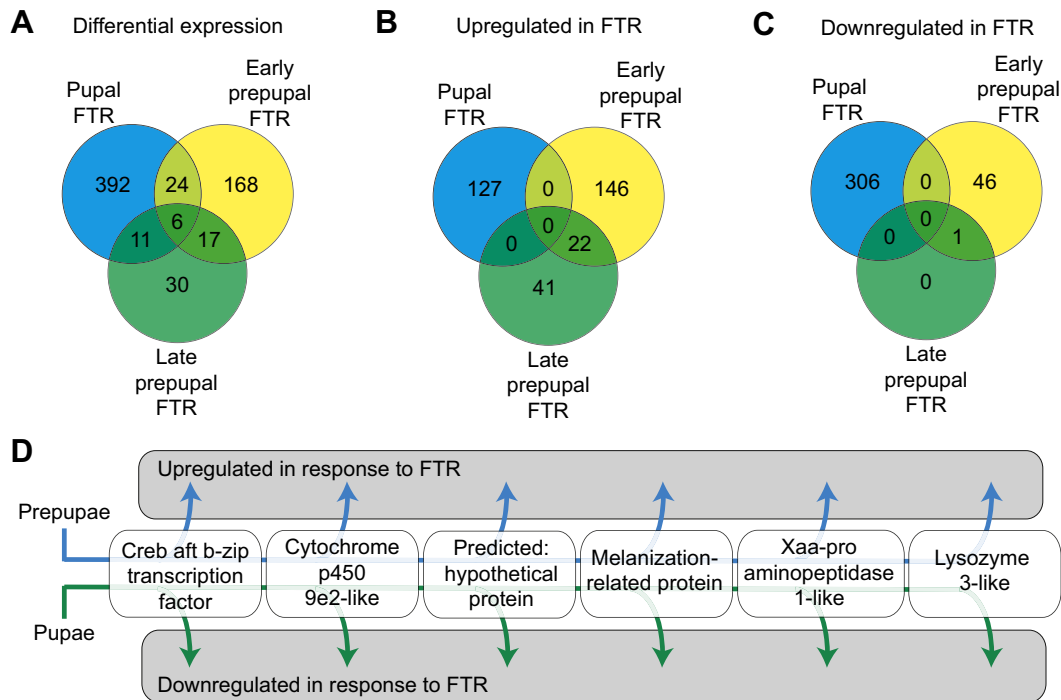 A
Differential expression
Pupal
FTR
Early
prepupal
FTR
392
24
168
6
11
17
30
Late
prepupal
FTR
B
Upregulated in FTR
Pupal
FTR
Early
prepupal
FTR
127
0
146
0
0
22
41
Late
prepupal
FTR
C
Downregulated in FTR
Pupal
FTR
Early
prepupal
FTR
306
0
46
0
0
1
0
Late
prepupal
FTR
D
Upregulated in response to FTR
Prepupae
Pupae
Creb aft b-zip
transcription
factor
Cytochrome
p450
9e2-like
Predicted:
hypothetical
protein
Melanization-
related protein
Xaa-pro
aminopeptidase
1-like
Lysozyme
3-like
Downregulated in response to FTR